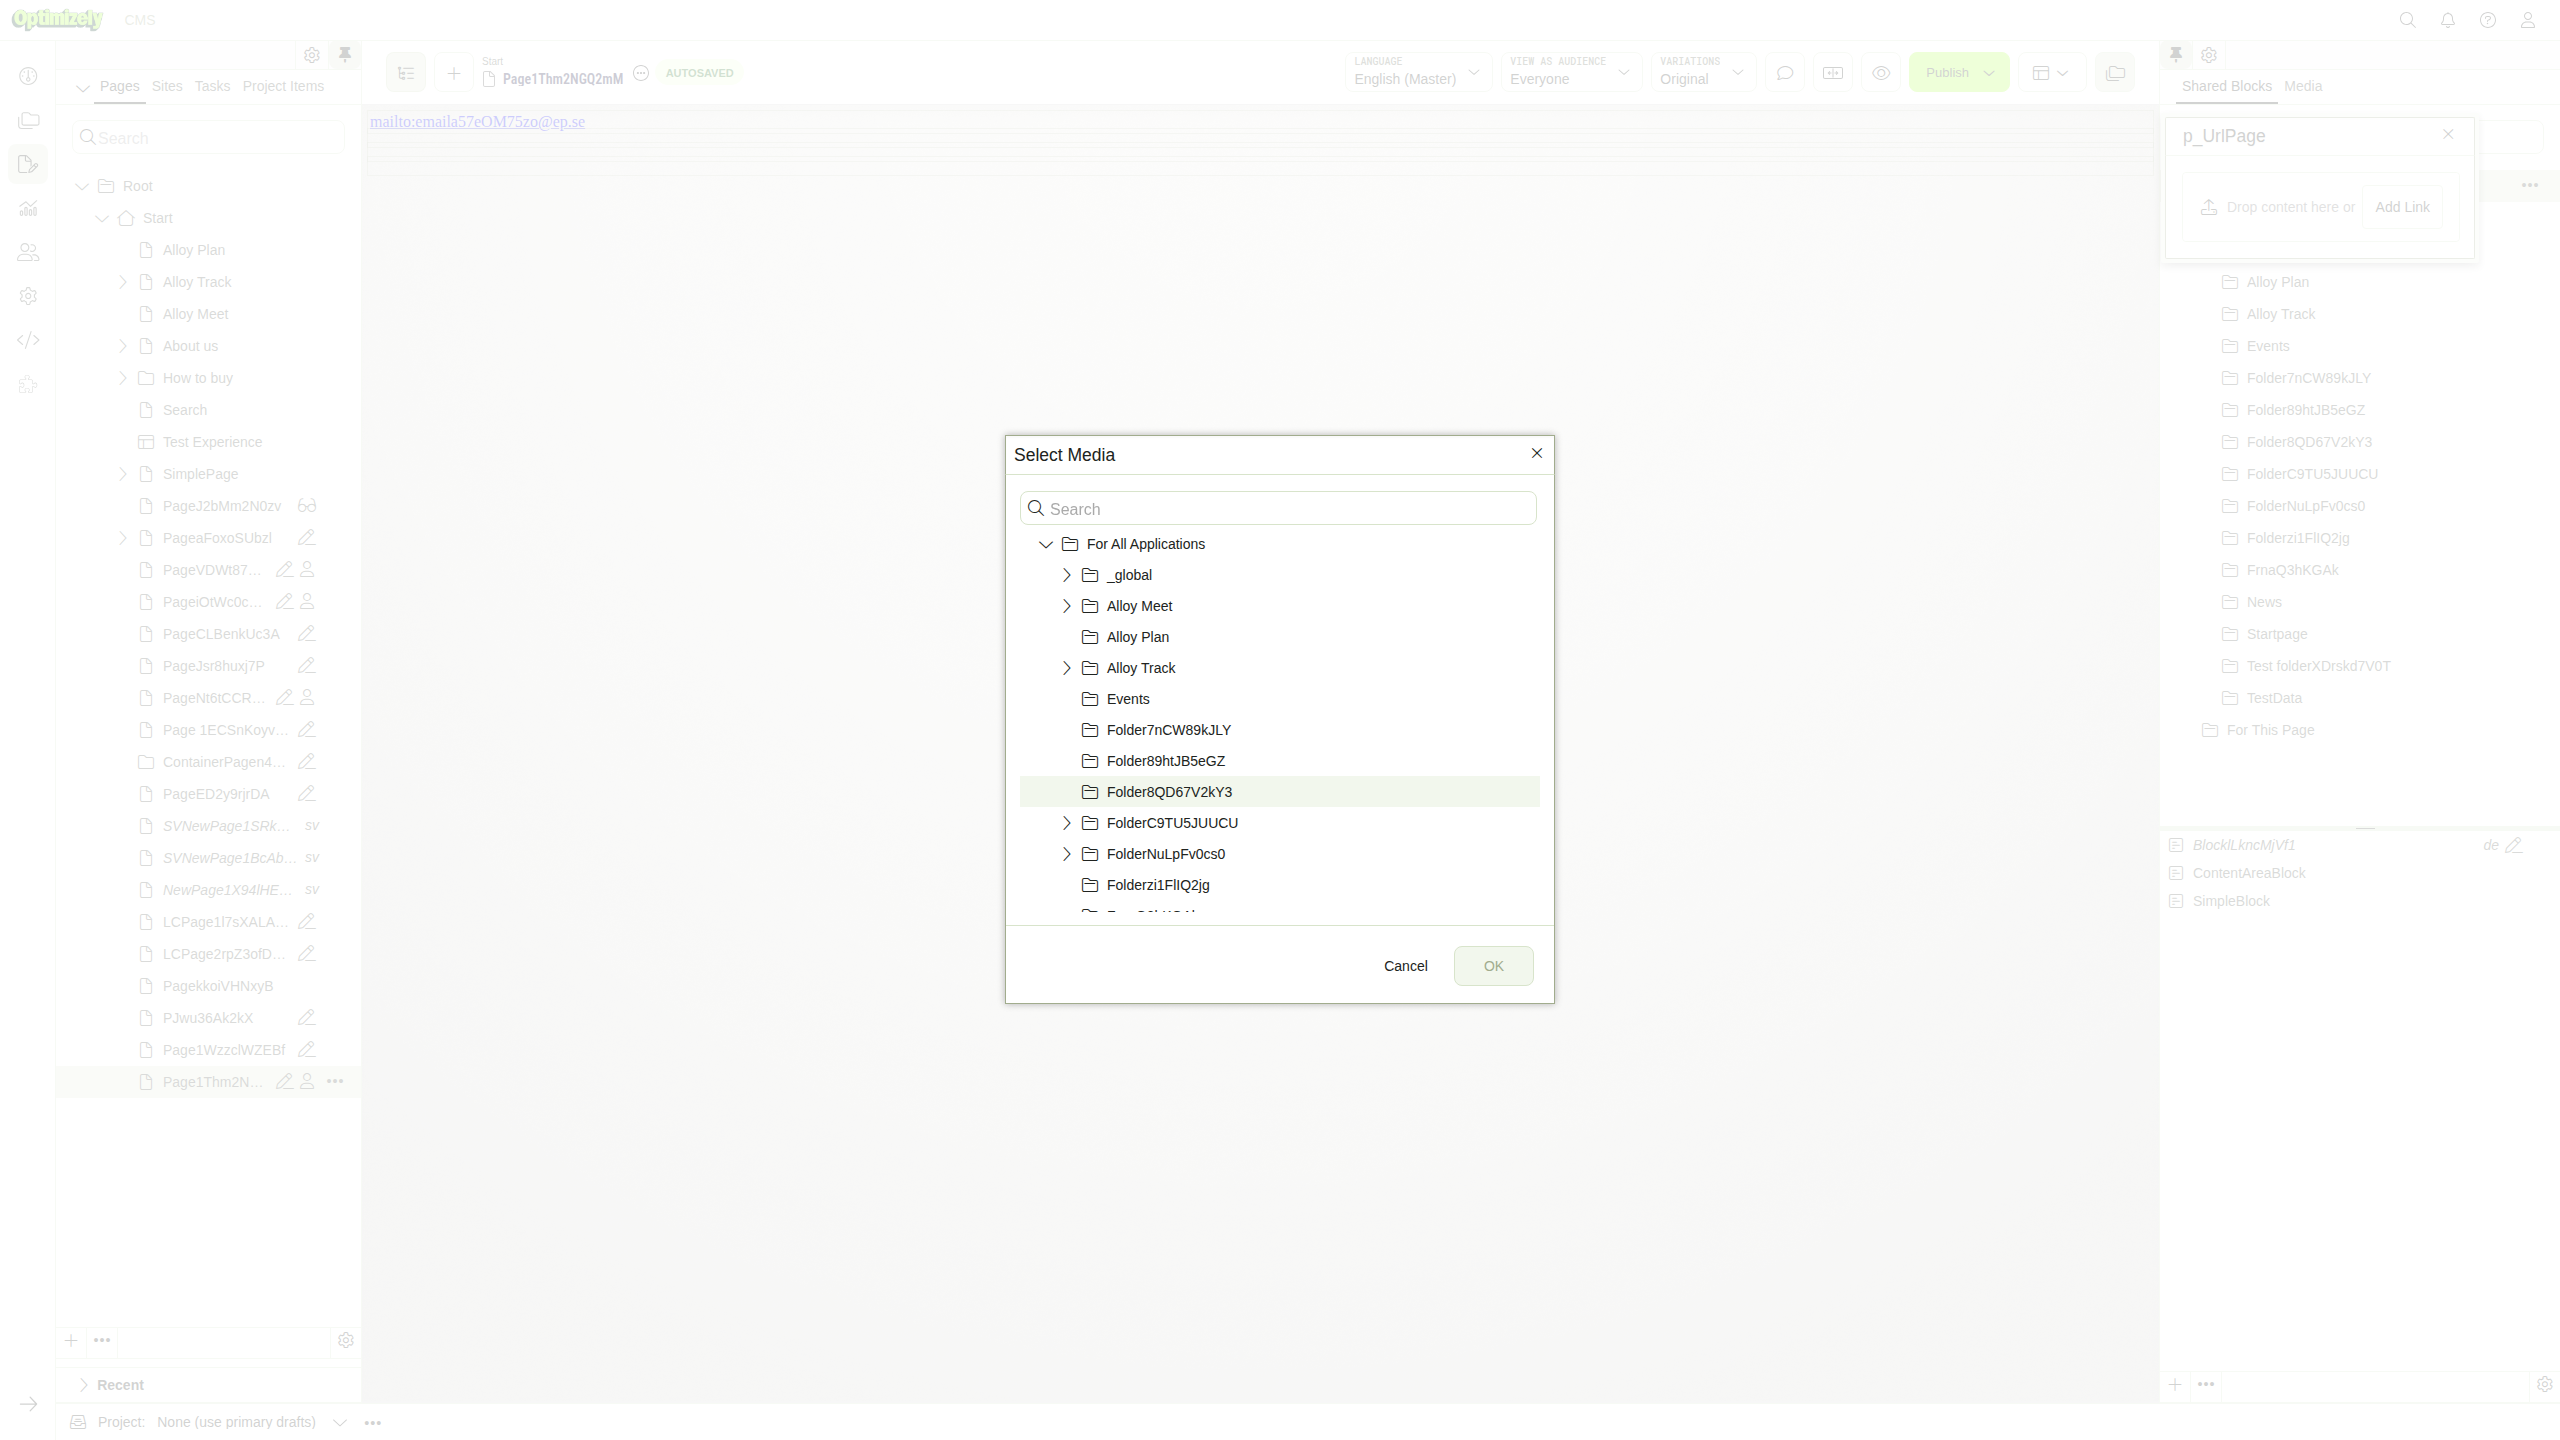 Optimizely
CMS
Pages Sites Tasks Project Items
Search
Root
Start
Alloy Plan
Alloy Track
Alloy Meet
About us
How to buy
Search
Test Experience
SimplePage
PageJ2bMm2N0zv
PageaFoxoSUbzl
PageVDWt87...
PageiOtWc0c...
PageCLBenkUc3A
PageJsr8huxj7P
PageNt6tCCR...
Page 1ECSnKoyv...
ContainerPagen4...
PageED2y9rjrDA
SVNewPage1SRk... sv
SVNewPage1BcAb... sv
NewPage1X94lHE... sv
LCPage1l7sXALA...
LCPage2rpZ3ofD...
PagekkoiVHNxyB
PJwu36Ak2kX
Page1WzzclWZEBf
Page1Thm2N...
Recent
Project: None (use primary drafts)
Start
Page1Thm2NGQ2mM
AUTOSAVED
LANGUAGE
English (Master)
VIEW AS AUDIENCE
Everyone
VARIATIONS
Original
Publish
mailto:emaila57eOM75zo@ep.se
Select Media
Search
For All Applications
_global
Alloy Meet
Alloy Plan
Alloy Track
Events
Folder7nCW89kJLY
Folder89htJB5eGZ
Folder8QD67V2kY3
FolderC9TU5JUUCU
FolderNuLpFv0cs0
Folderzi1FlIQ2jg
Cancel OK
Shared Blocks Media
p_UrlPage
Drop content here or Add Link
Alloy Plan
Alloy Track
Events
Folder7nCW89kJLY
Folder89htJB5eGZ
Folder8QD67V2kY3
FolderC9TU5JUUCU
FolderNuLpFv0cs0
Folderzi1FlIQ2jg
FrnaQ3hKGAk
News
Startpage
Test folderXDrskd7V0T
TestData
For This Page
BlocklLkncMjVf1 de
ContentAreaBlock
SimpleBlock